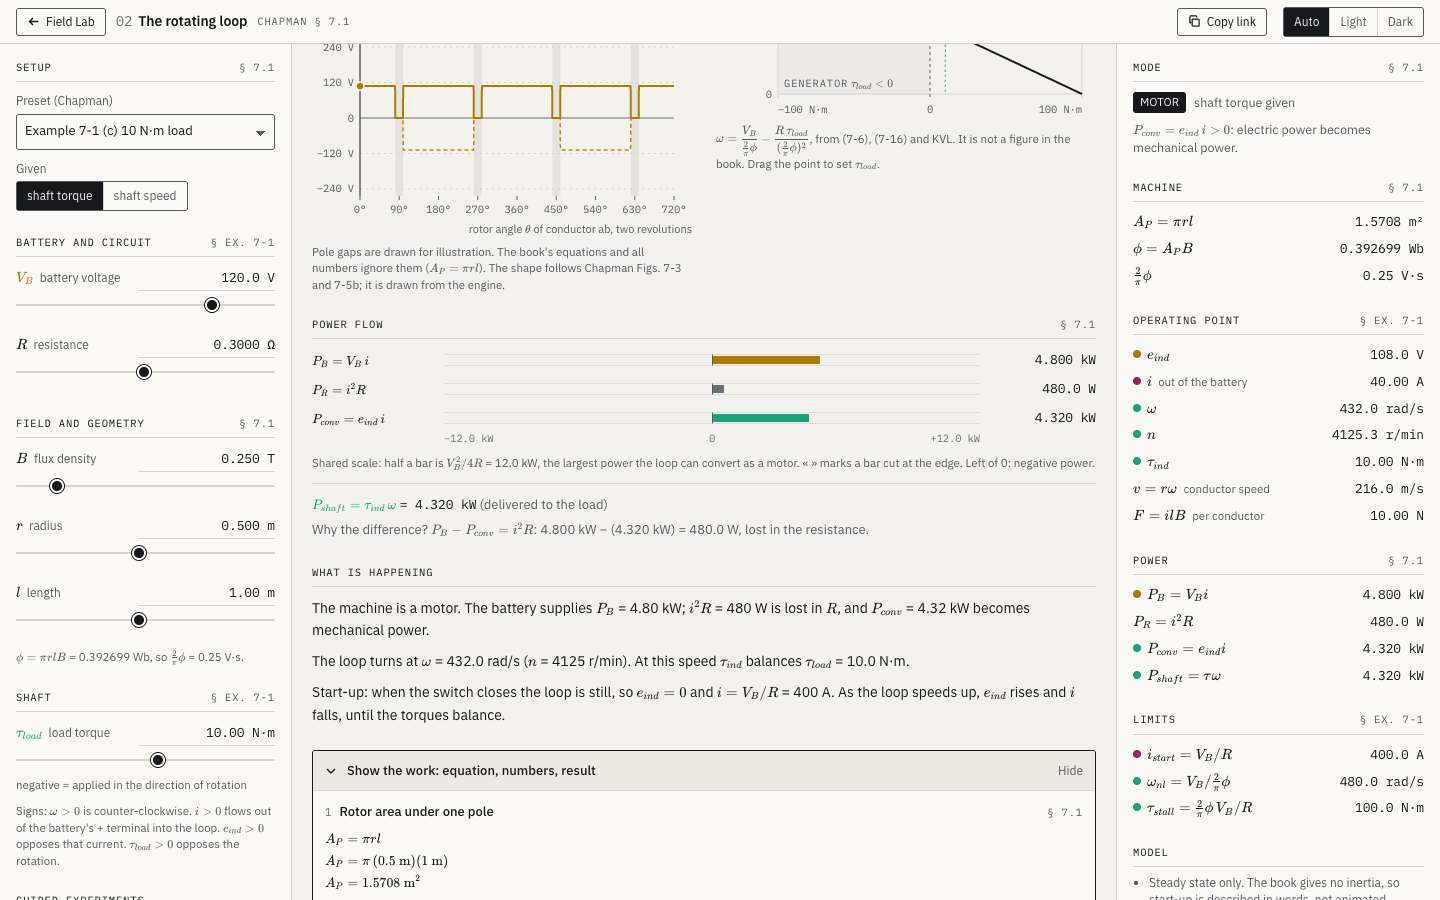 Field Lab
02 The rotating loop CHAPMAN § 7.1
Copy link
Auto Light Dark
SETUP § 7.1
Preset (Chapman)
Example 7-1 (c) 10 N·m load
Given
shaft torque shaft speed
BATTERY AND CIRCUIT § EX. 7-1
V_B battery voltage 120.0 V
R resistance 0.3000 Ω
FIELD AND GEOMETRY § 7.1
B flux density 0.250 T
r radius 0.500 m
l length 1.00 m
ϕ = πrlB = 0.392699 Wb, so 2/π ϕ = 0.25 V·s.
SHAFT § EX. 7-1
τ_load load torque 10.00 N·m
negative = applied in the direction of rotation
Signs: ω > 0 is counter-clockwise. i > 0 flows out
of the battery's + terminal into the loop. e_ind > 0
opposes that current. τ_load > 0 opposes the
rotation.
GUIDED EXPERIMENTS
240 V
120 V
0
−120 V
−240 V
0° 90° 180° 270° 360° 450° 540° 630° 720°
rotor angle θ of conductor ab, two revolutions
Pole gaps are drawn for illustration. The book's equations and all
numbers ignore them (A_P = πrl). The shape follows Chapman Figs. 7-3
and 7-5b; it is drawn from the engine.
GENERATOR τ_load < 0
0
−100 N·m 0 100 N·m
ω = V_B / (2/π ϕ) − R τ_load / (2/π ϕ)², from (7-6), (7-16) and KVL. It is not a figure in the
book. Drag the point to set τ_load.
POWER FLOW § 7.1
P_B = V_B i 4.800 kW
P_R = i²R 480.0 W
P_conv = e_ind i 4.320 kW
−12.0 kW 0 +12.0 kW
Shared scale: half a bar is V_B²/4R = 12.0 kW, the largest power the loop can convert as a motor. « » marks a bar cut at the edge. Left of 0: negative power.
P_shaft = τ_ind ω = 4.320 kW (delivered to the load)
Why the difference? P_B − P_conv = i²R: 4.800 kW − (4.320 kW) = 480.0 W, lost in the resistance.
WHAT IS HAPPENING
The machine is a motor. The battery supplies P_B = 4.80 kW; i²R = 480 W is lost in R, and P_conv = 4.32 kW becomes
mechanical power.
The loop turns at ω = 432.0 rad/s (n = 4125 r/min). At this speed τ_ind balances τ_load = 10.0 N·m.
Start-up: when the switch closes the loop is still, so e_ind = 0 and i = V_B/R = 400 A. As the loop speeds up, e_ind rises and i
falls, until the torques balance.
Show the work: equation, numbers, result Hide
1 Rotor area under one pole § 7.1
A_P = πrl
A_P = π (0.5 m)(1 m)
A_P = 1.5708 m²
MODE § 7.1
MOTOR shaft torque given
P_conv = e_ind i > 0: electric power becomes
mechanical power.
MACHINE § 7.1
A_P = πrl 1.5708 m²
ϕ = A_P B 0.392699 Wb
2/π ϕ 0.25 V·s
OPERATING POINT § EX. 7-1
e_ind 108.0 V
i out of the battery 40.00 A
ω 432.0 rad/s
n 4125.3 r/min
τ_ind 10.00 N·m
v = rω conductor speed 216.0 m/s
F = ilB per conductor 10.00 N
POWER § 7.1
P_B = V_B i 4.800 kW
P_R = i²R 480.0 W
P_conv = e_ind i 4.320 kW
P_shaft = τω 4.320 kW
LIMITS § EX. 7-1
i_start = V_B/R 400.0 A
ω_nl = V_B/ 2/π ϕ 480.0 rad/s
τ_stall = 2/π ϕ V_B/R 100.0 N·m
MODEL
• Steady state only. The book gives no inertia, so
start-up is described in words, not animated.